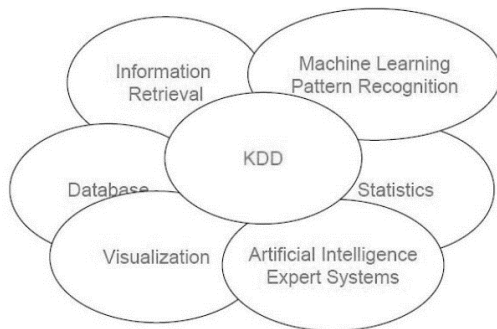 Information
Retrieval
Machine Learning
Pattern Recognition
KDD
Database
Statistics
Visualization
Artificial Intelligence
Expert Systems